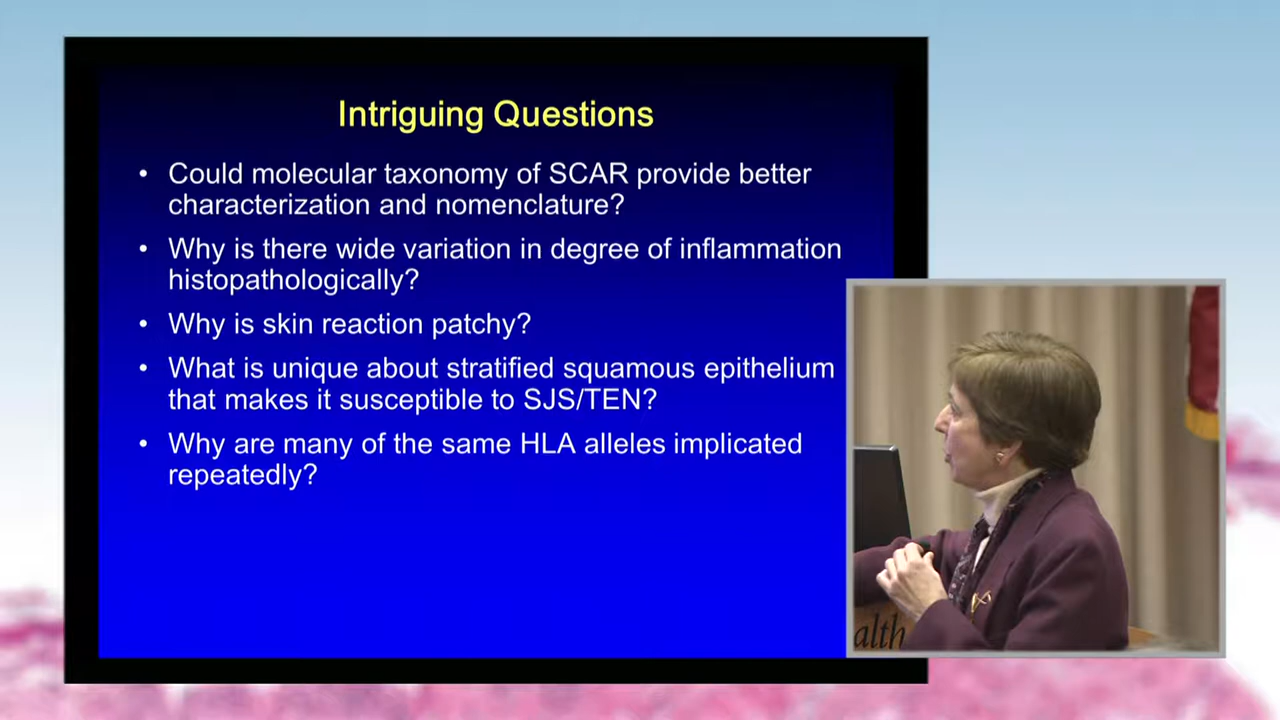 Intriguing Questions
• Could molecular taxonomy of SCAR provide better
characterization and nomenclature?
• Why is there wide variation in degree of inflammation
histopathologically?
• Why is skin reaction patchy?
• What is unique about stratified squamous epithelium
that makes it susceptible to SJS/TEN?
• Why are many of the same HLA alleles implicated
repeatedly?
alth